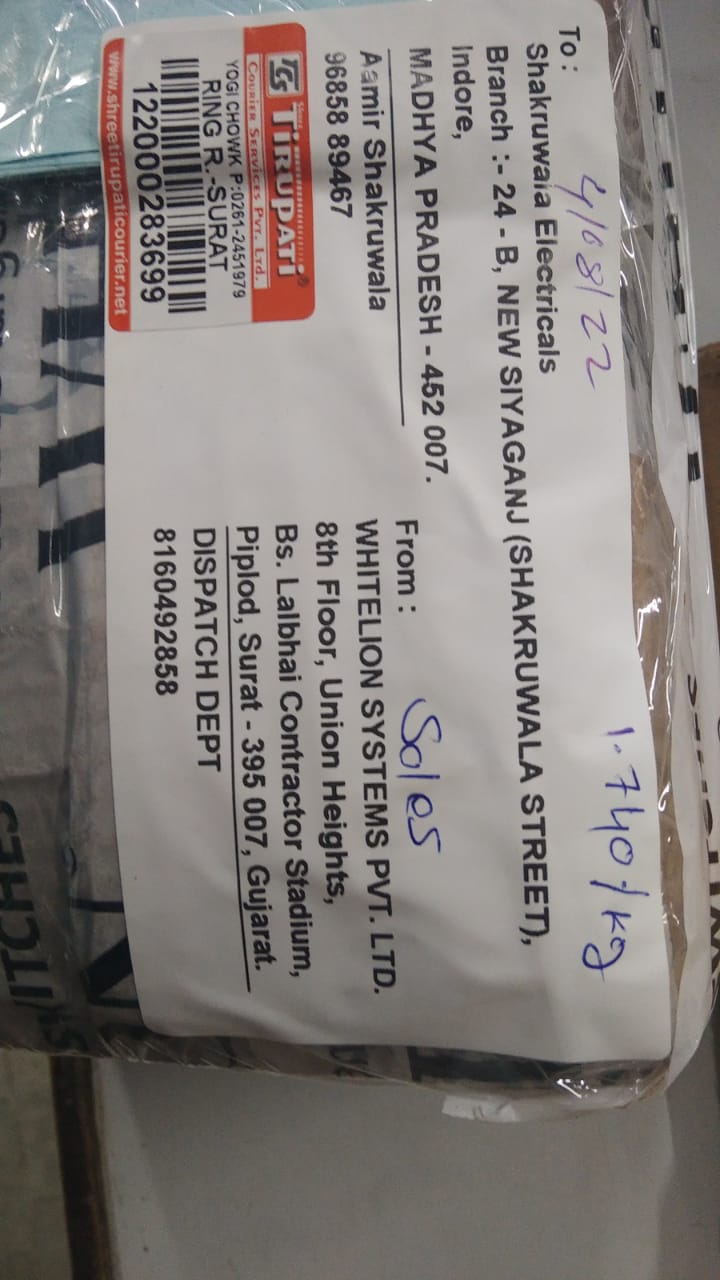 4/08/22
1.740/kg
To :
Shakruwala Electricals
Branch :- 24 - B, NEW SIYAGANJ (SHAKRUWALA STREET),
Indore,
MADHYA PRADESH - 452 007.
Aamir Shakruwala
96858 89467
From :
Sales
WHITELION SYSTEMS PVT. LTD.
8th Floor, Union Heights,
Bs. Lalbhai Contractor Stadium,
Piplod, Surat - 395 007, Gujarat.
DISPATCH DEPT
8160492858
Shree
TIRUPATI®
COURIER SERVICES PVT. LTD.
YOGI CHOWK P:0261-2451979
RING R.-SURAT
122000283699
www.shreetirupaticourier.net